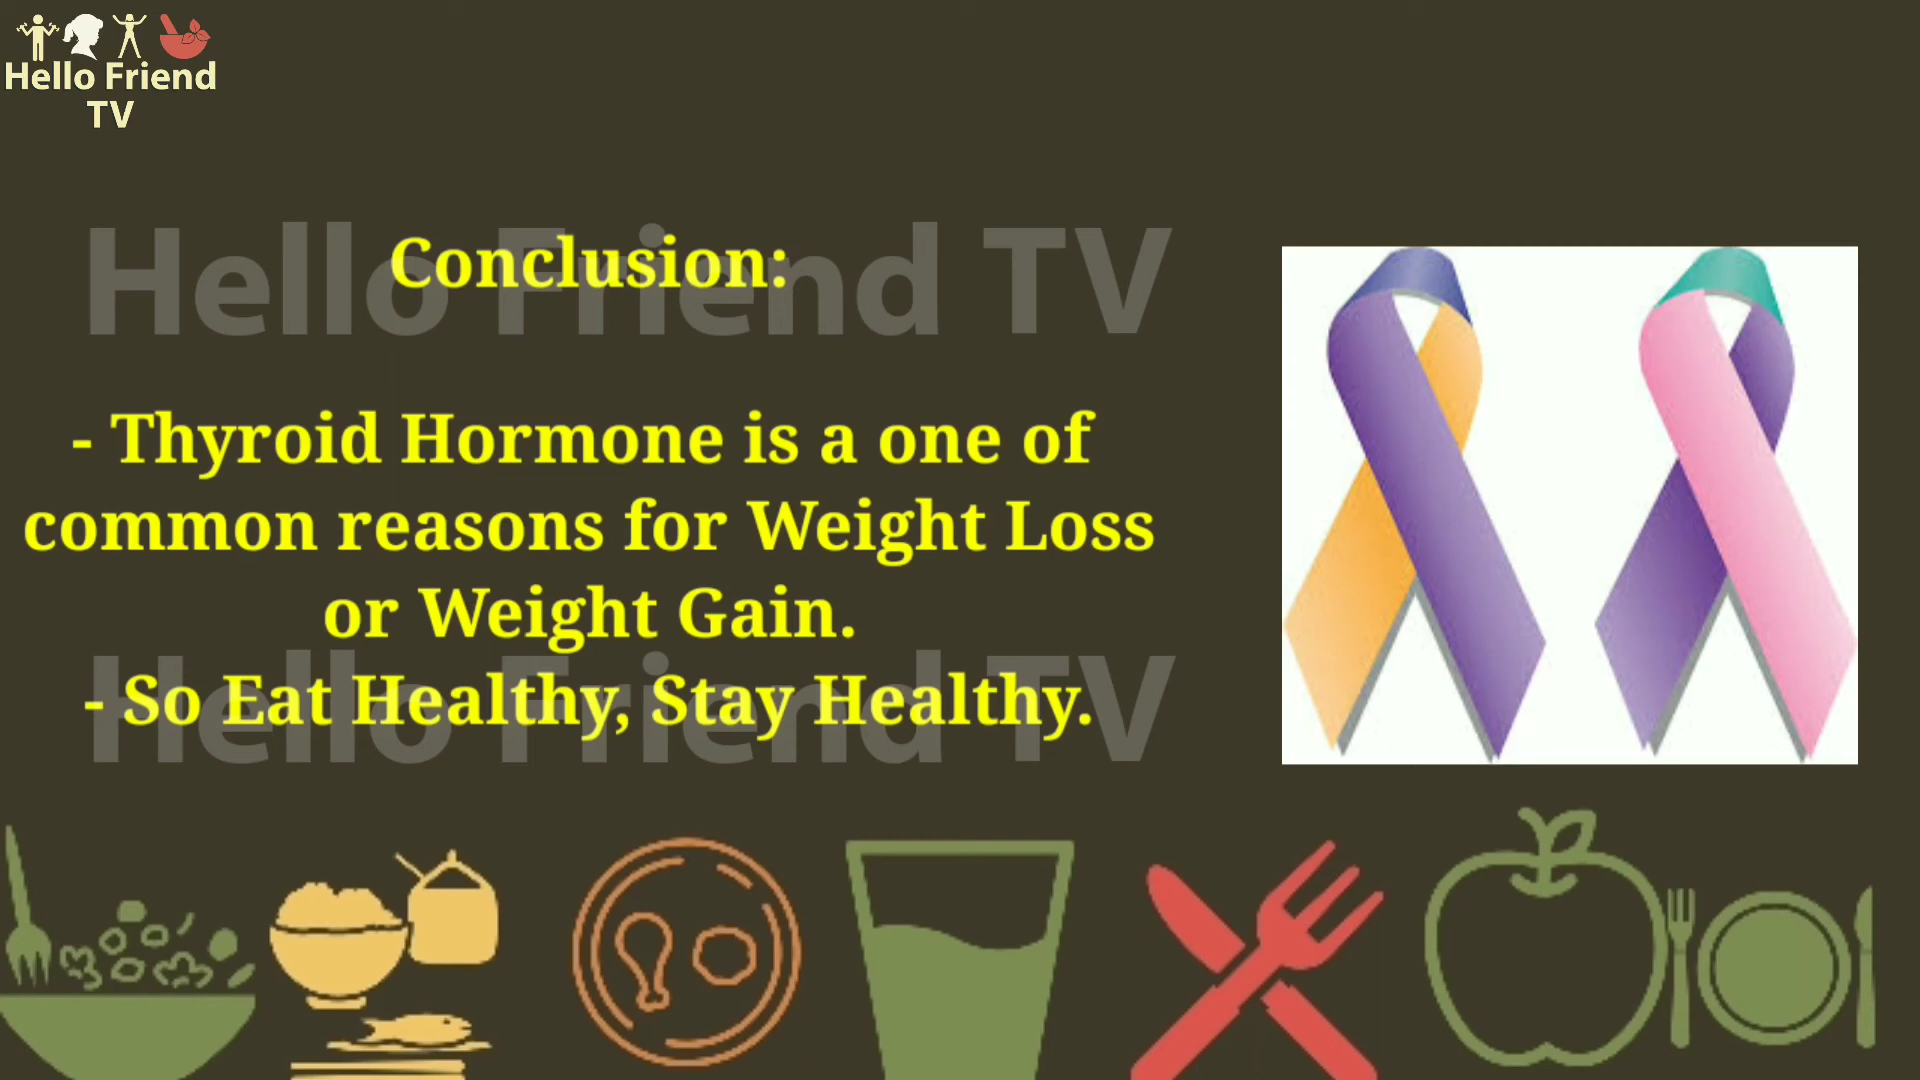 Hello Friend
TV
Hello Friend TV
Conclusion:
- Thyroid Hormone is a one of
common reasons for Weight Loss
or Weight Gain.
- So Eat Healthy, Stay Healthy.
Hello Friend TV